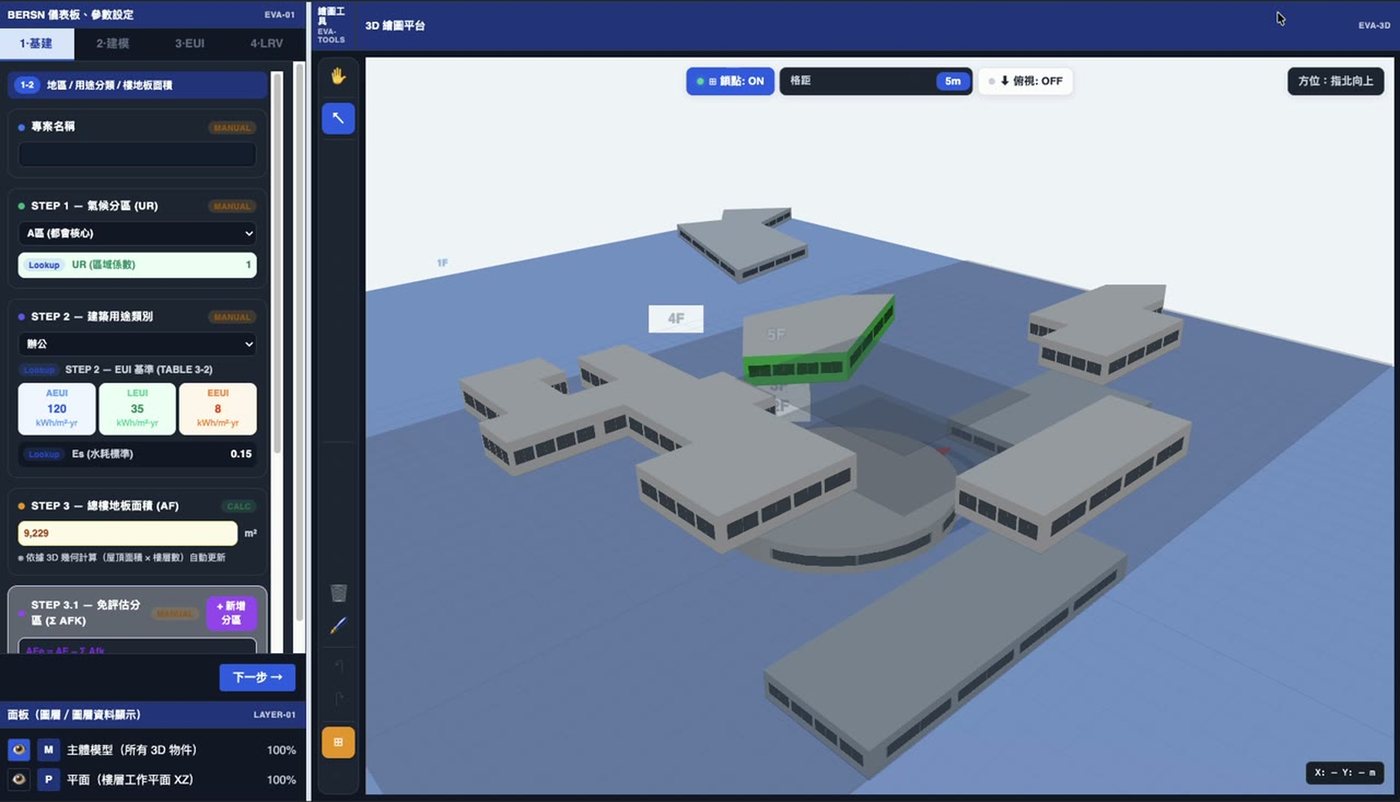 BERSN 儀表板、參數設定
EVA-01
1·基建
2·建模
3·EUI
4·LRV
1-2 地區 / 用途分類 / 樓地板面積
專案名稱
MANUAL
STEP 1 — 氣候分區 (UR)
MANUAL
A區 (都會核心)
Lookup UR (區域係數) 1
STEP 2 — 建築用途類別
MANUAL
辦公
Lookup STEP 2 — EUI 基準 (TABLE 3-2)
AEUI
120
kWh/m²·yr
LEUI
35
kWh/m²·yr
EEUI
8
kWh/m²·yr
Lookup Es (水耗標準) 0.15
STEP 3 — 總樓地板面積 (AF)
CALC
9,229 m²
※ 依據 3D 幾何計算（屋頂面積 × 樓層數）自動更新
STEP 3.1 — 免評估分
區 (Σ AFK)
MANUAL
+ 新增
分區
AFe = AF − Σ Afk
下一步 →
面板（圖層 / 圖層資料顯示）
LAYER-01
M 主體模型（所有 3D 物件） 100%
P 平面（樓層工作平面 XZ） 100%
繪圖工
具
EVA-
TOOLS
3D 繪圖平台
EVA-3D
鎖點: ON
格距 5m
俯視: OFF
方位：指北向上
1F
4F
5F
3F
2F
X: — Y: — m